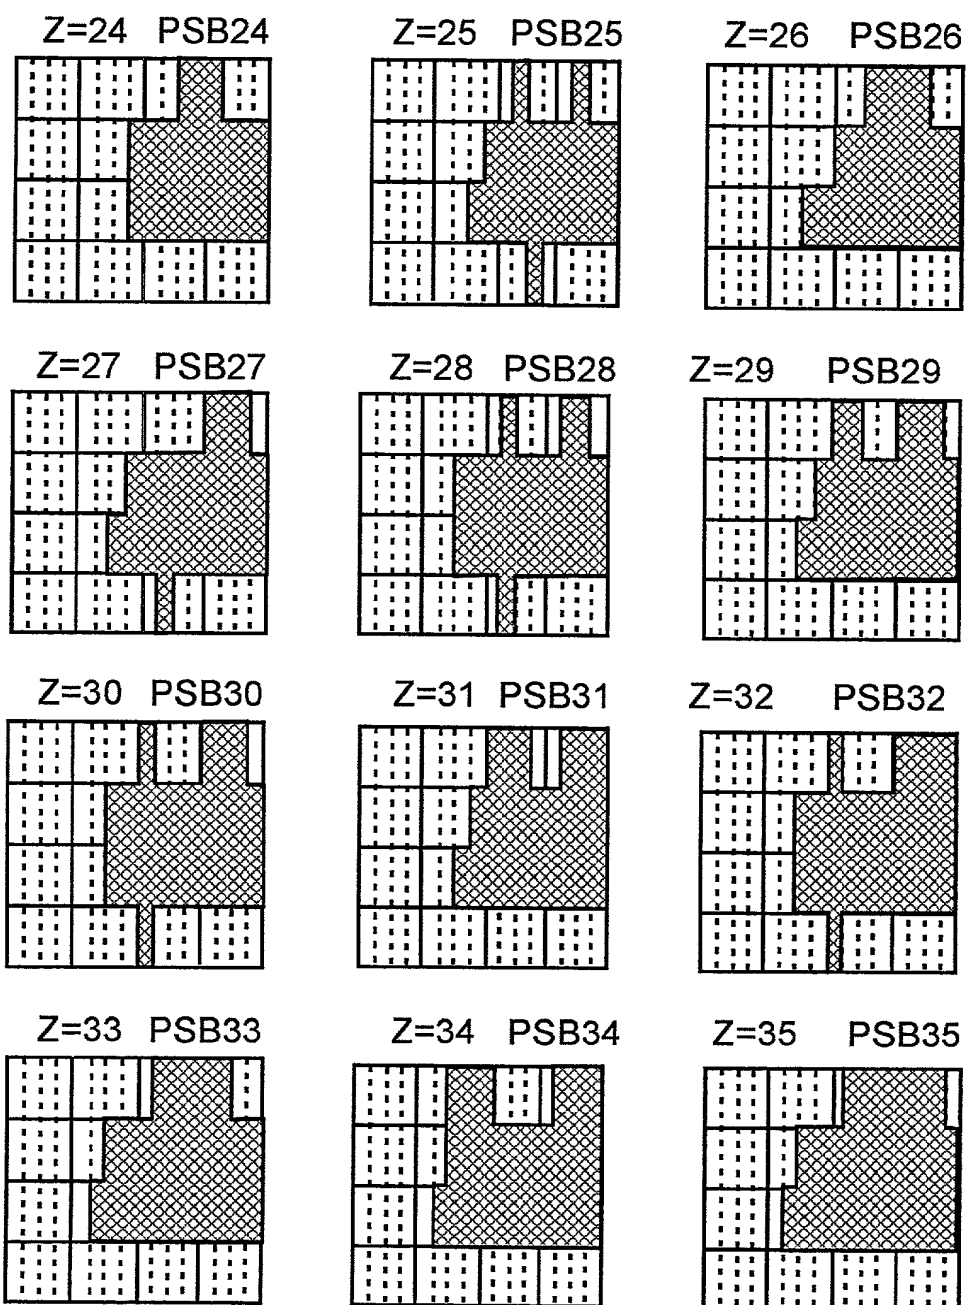 Z=24 PSB24
Z=25 PSB25
Z=26 PSB26
Z=27 PSB27
Z=28 PSB28
Z=29 PSB29
Z=30 PSB30
Z=31 PSB31
Z=32 PSB32
Z=33 PSB33
Z=34 PSB34
Z=35 PSB35